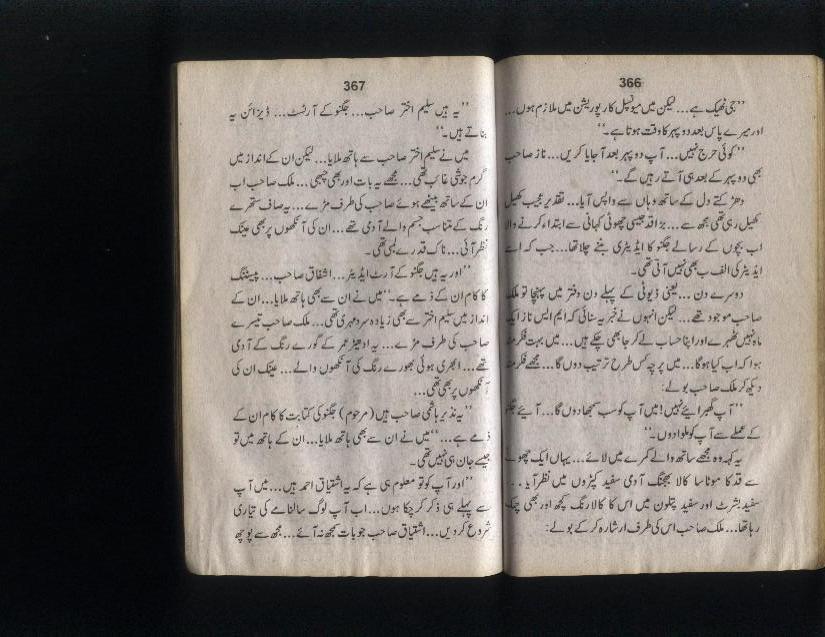 366
"جی ٹھیک ہے... لیکن میں میونسپل کارپوریشن میں ملازم ہوں...
اور میرے پاس بعد دوپہر کا وقت ہوتا ہے۔"
"کوئی حرج نہیں... آپ دوپہر بعد آجایا کریں... ناز صاحب
بھی دوپہر کے بعد ہی آتے رہیں گے۔"
دھڑکتے دل کے ساتھ وہاں سے واپس آیا... تقدیر عجیب کھیل
کھیل رہی تھی مجھ سے... بڑا قد جیسی چھوٹی کہانی سے ابتداء کرنے والا
اب بچوں کے رسالے جگنو کا ایڈیٹر بننے چلا تھا... جب کہ اسے
ایڈیٹر کی الف ب بھی نہیں آتی تھی۔
دوسرے دن... یعنی ڈیوٹی کے پہلے دن دفتر میں پہنچا تو ملک
صاحب موجود تھے... لیکن انہوں نے خبر یہ سنائی کہ ایم ایس ناز ایک
ماہ نہیں ٹھہرے اور اپنا حساب لے کر جا بھی چکے ہیں... میں بہت فکرمند
ہوا کہ اب کیا ہوگا... میں پرچہ کس طرح ترتیب دوں گا... مجھے فکرمند
دیکھ کر ملک صاحب بولے:
"آپ گھبرائیے نہیں! میں آپ کو سب سمجھا دوں گا... آیئے جگنو
کے عملے سے آپ کو ملوا دوں۔"
یہ کہہ وہ مجھے ساتھ والے کمرے میں لائے... یہاں ایک چھوٹے
سے قد کا موٹا سا کالا بھجنگ آدمی سفید کپڑوں میں نظر آیا...
سفید بشرٹ اور سفید پتلون میں اس کا کالا رنگ کچھ اور بھی چمک
رہا تھا... ملک صاحب اس کی طرف ارشارہ کرکے بولے:
367
"یہ ہیں سلیم اختر صاحب... جگنو کے آرٹسٹ... ڈیزائن یہ
بناتے ہیں۔"
میں نے سلیم اختر صاحب سے ہاتھ ملایا... لیکن ان کے انداز میں
گرم جوشی غائب تھی... مجھے یہ بات اور بھی چبھی... ملک صاحب اب
ان کے ساتھ بیٹھے ہوئے صاحب کی طرف مڑے... یہ صاف ستھرے
رنگ کے متناسب جسم والے آدمی تھے... ان کی آنکھوں پر بھی عینک
نظر آئی... ناک قدرے لمبی تھی۔
"اور یہ ہیں جگنو کے آرٹ ایڈیٹر... اشفاق صاحب... پیسٹنگ
کا کام ان کے ذمے ہے۔" میں نے ان سے بھی ہاتھ ملایا... ان کے
انداز میں سلیم اختر سے بھی زیادہ سرد مہری تھی... ملک صاحب تیسرے
صاحب کی طرف مڑے... یہ ادھیڑ عمر کے گورے رنگ کے آدمی
تھے... ابھری ہوئی بھورے رنگ کی آنکھوں والے... عینک ان کی
آنکھوں پر بھی تھی...
"یہ نذیر ہاشمی صاحب ہیں (مرحوم) جگنو کی کتابت کا کام ان کے
ذمے ہے..." میں نے ان سے بھی ہاتھ ملایا... ان کے ہاتھ میں تو
جیسے جان ہی نہیں تھی۔
"اور آپ کو تو معلوم ہی ہے کہ یہ اشتیاق احمد ہیں... میں آپ
سے پہلے ہی ذکر کر چکا ہوں... اب آپ لوگ سالنامے کی تیاری
شروع کردیں... اشتیاق صاحب جو بات سمجھ نہ آئے... مجھ سے پوچھ